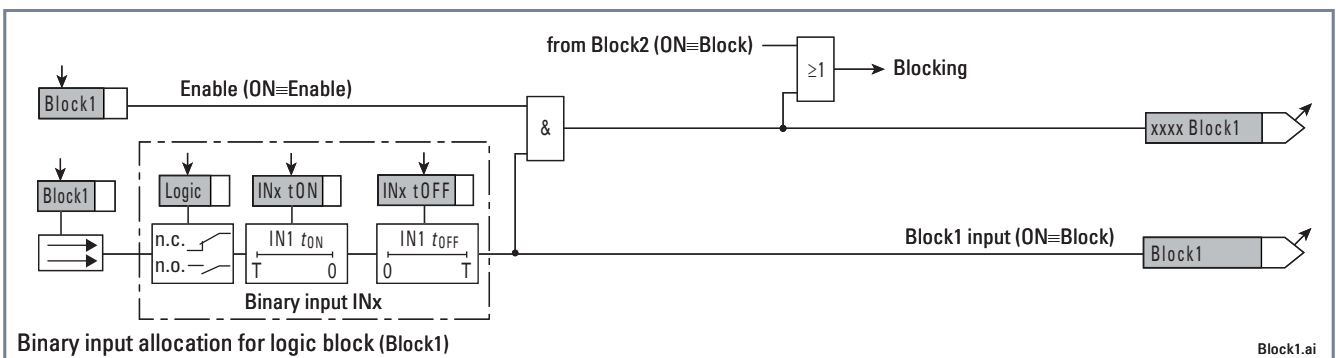 from Block2 (ON≡Block)
≥1
Blocking
Block1
Enable (ON≡Enable)
&
xxxx Block1
Block1
Logic
INx tON
INx tOFF
n.c.
n.o.
IN1 tON
T 0
IN1 tOFF
0 T
Block1 input (ON≡Block)
Block1
Binary input INx
Binary input allocation for logic block (Block1)
Block1.ai